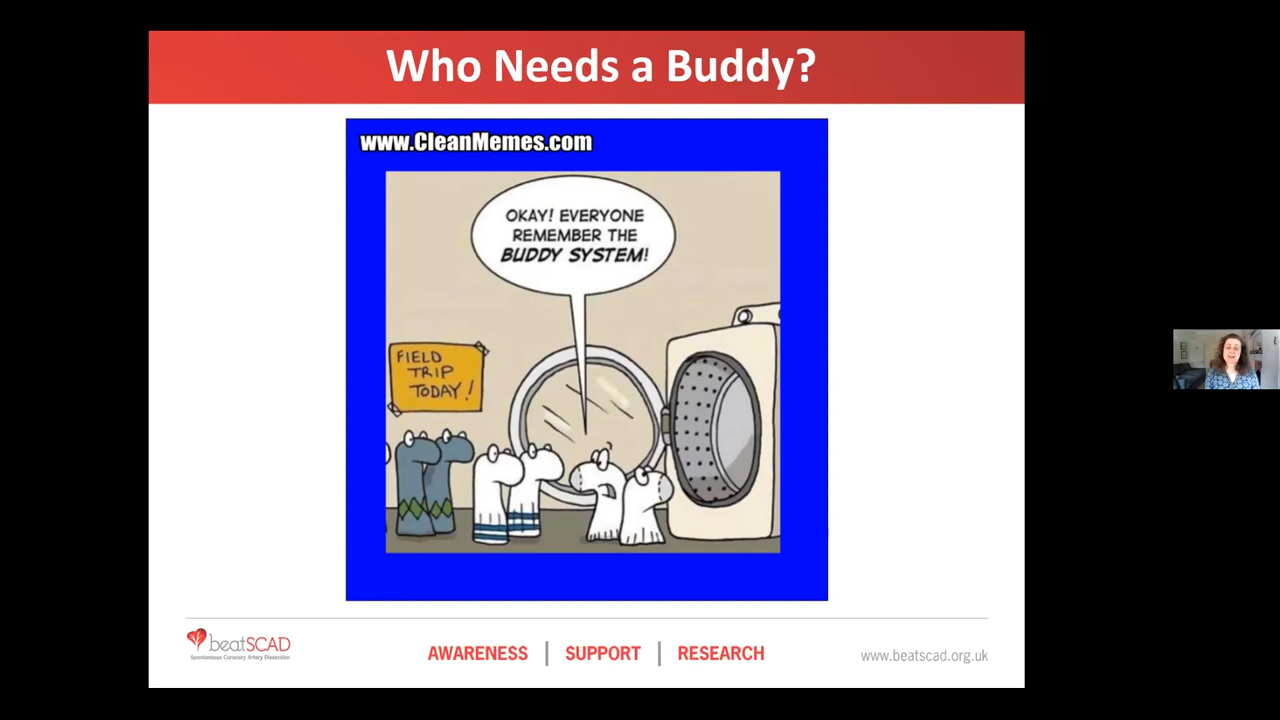 Who Needs a Buddy?
www.CleanMemes.com
OKAY! EVERYONE
REMEMBER THE
BUDDY SYSTEM!
FIELD
TRIP
TODAY!
beatSCAD
Spontaneous Coronary Artery Dissection
AWARENESS | SUPPORT | RESEARCH
www.beatscad.org.uk